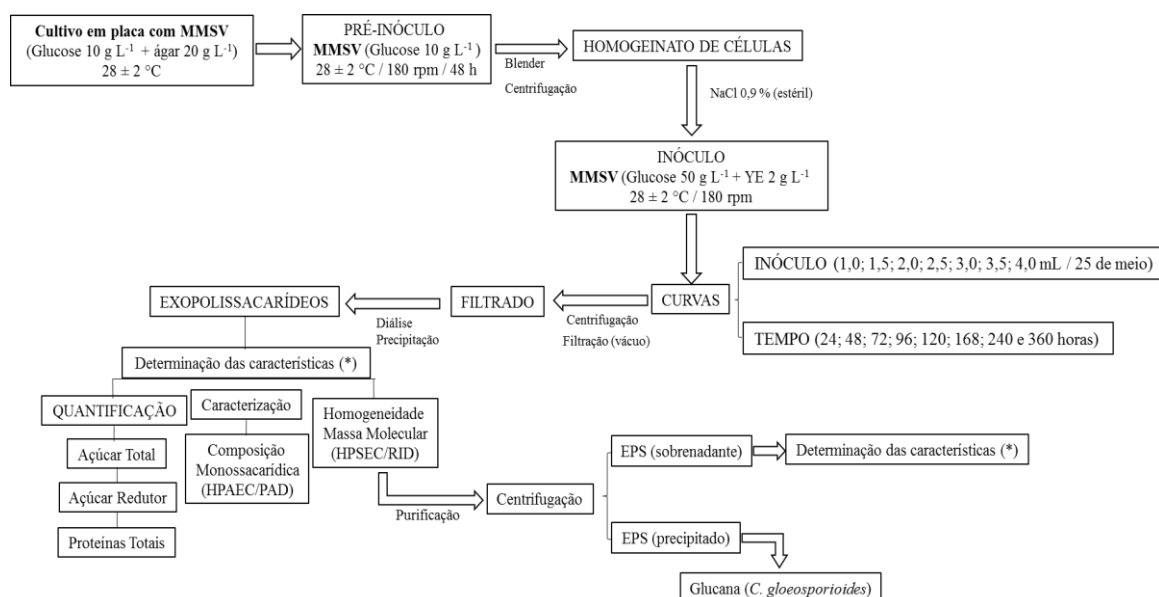 Cultivo em placa com MMSV
(Glucose 10 g L⁻¹ + ágar 20 g L⁻¹)
28 ± 2 °C
PRÉ-INÓCULO
MMSV (Glucose 10 g L⁻¹ )
28 ± 2 °C / 180 rpm / 48 h
Blender
Centrifugação
HOMOGEINATO DE CÉLULAS
NaCl 0,9 % (estéril)
INÓCULO
MMSV (Glucose 50 g L⁻¹ + YE 2 g L⁻¹
28 ± 2 °C / 180 rpm
CURVAS
INÓCULO (1,0; 1,5; 2,0; 2,5; 3,0; 3,5; 4,0 mL / 25 de meio)
TEMPO (24; 48; 72; 96; 120; 168; 240 e 360 horas)
Centrifugação
Filtração (vácuo)
FILTRADO
Diálise
Precipitação
EXOPOLISSACARÍDEOS
Determinação das características (*)
QUANTIFICAÇÃO
Açúcar Total
Açúcar Redutor
Proteínas Totais
Caracterização
Composição
Monossacarídica
(HPAEC/PAD)
Homogeneidade
Massa Molecular
(HPSEC/RID)
Purificação
Centrifugação
EPS (sobrenadante)
Determinação das características (*)
EPS (precipitado)
Glucana (C. gloeosporioides)